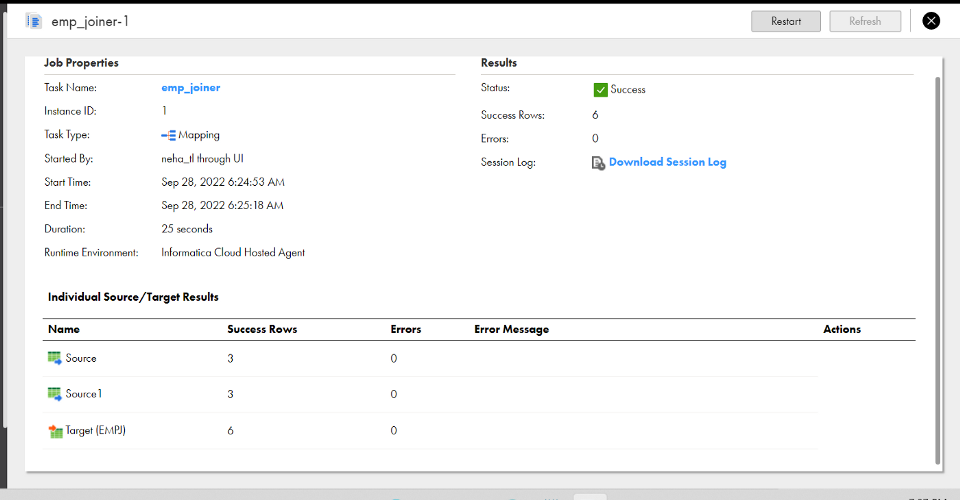 emp_joiner-1
Restart
Refresh
Job Properties
Task Name: emp_joiner
Instance ID: 1
Task Type: Mapping
Started By: neha_tl through UI
Start Time: Sep 28, 2022 6:24:53 AM
End Time: Sep 28, 2022 6:25:18 AM
Duration: 25 seconds
Runtime Environment: Informatica Cloud Hosted Agent
Results
Status: Success
Success Rows: 6
Errors: 0
Session Log: Download Session Log
Individual Source/Target Results
Name Success Rows Errors Error Message Actions
Source 3 0
Source1 3 0
Target (EMPJ) 6 0